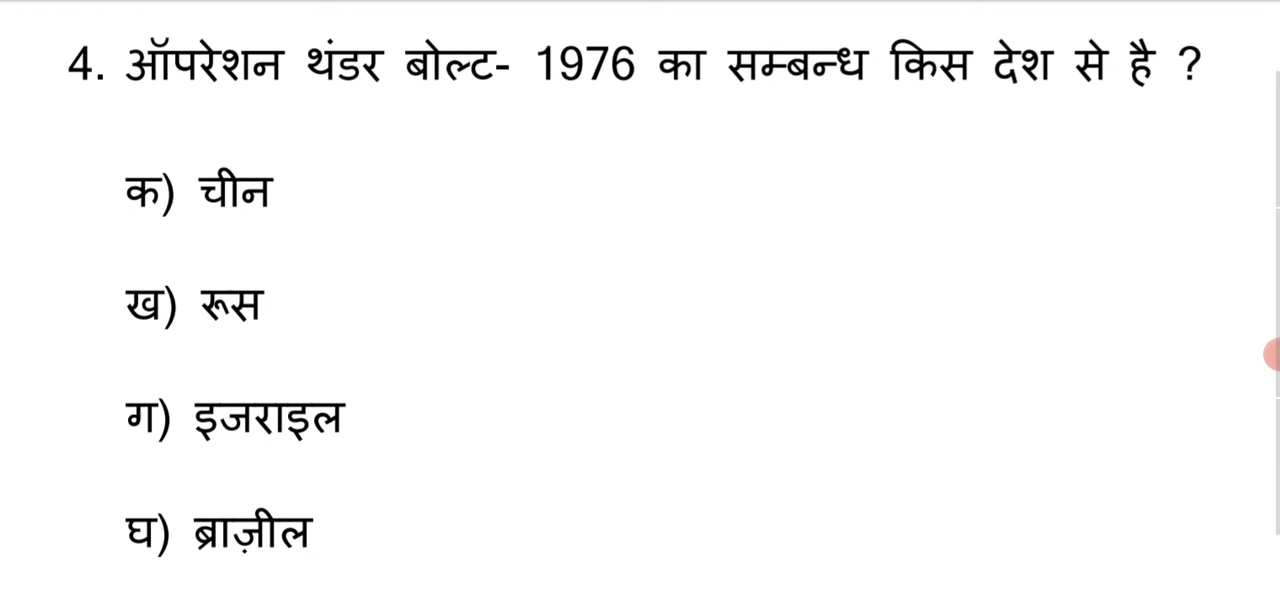 4. ऑपरेशन थंडर बोल्ट- 1976 का सम्बन्ध किस देश से है ?
क) चीन
ख) रूस
ग) इजराइल
घ) ब्राज़ील